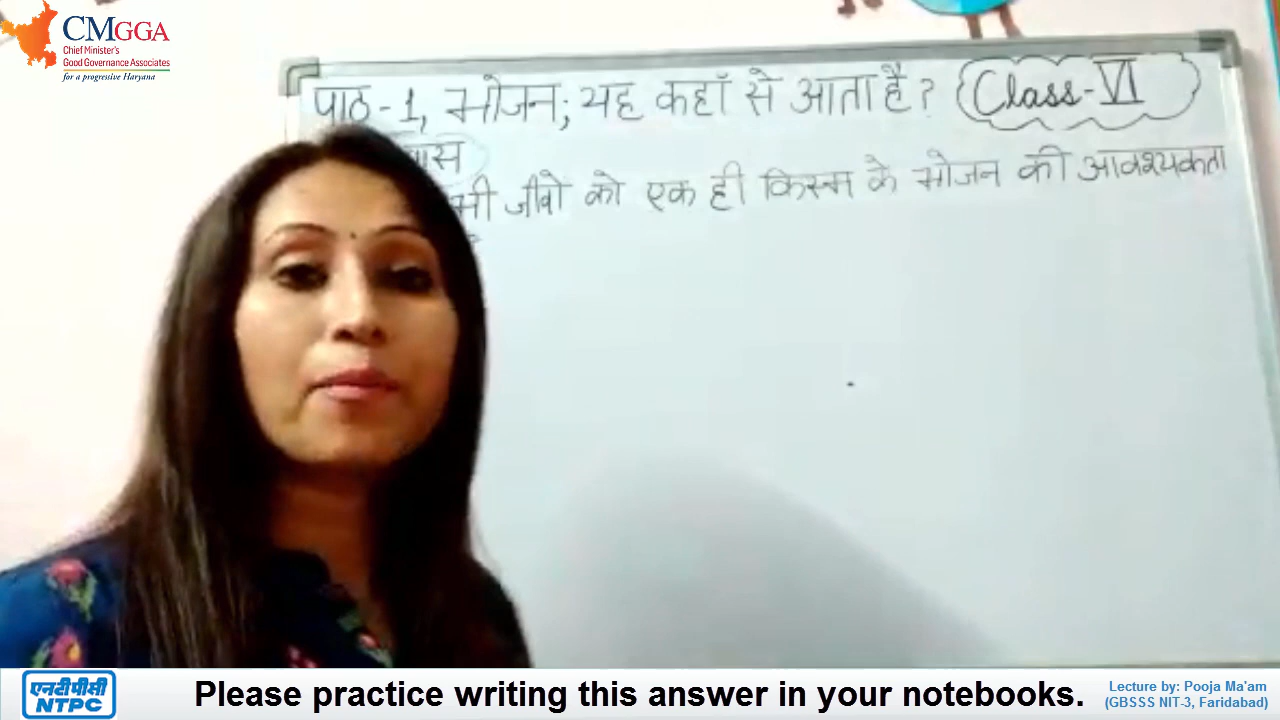 CMGGA
Chief Minister's
Good Governance Associates
for a progressive Haryana
पाठ-1, भोजन; यह कहाँ से आता है? Class-VI
भी जीवो को एक ही किस्म के भोजन की आवश्यकता
एनटीपीसी
NTPC
Please practice writing this answer in your notebooks.
Lecture by: Pooja Ma'am
(GBSSS NIT-3, Faridabad)